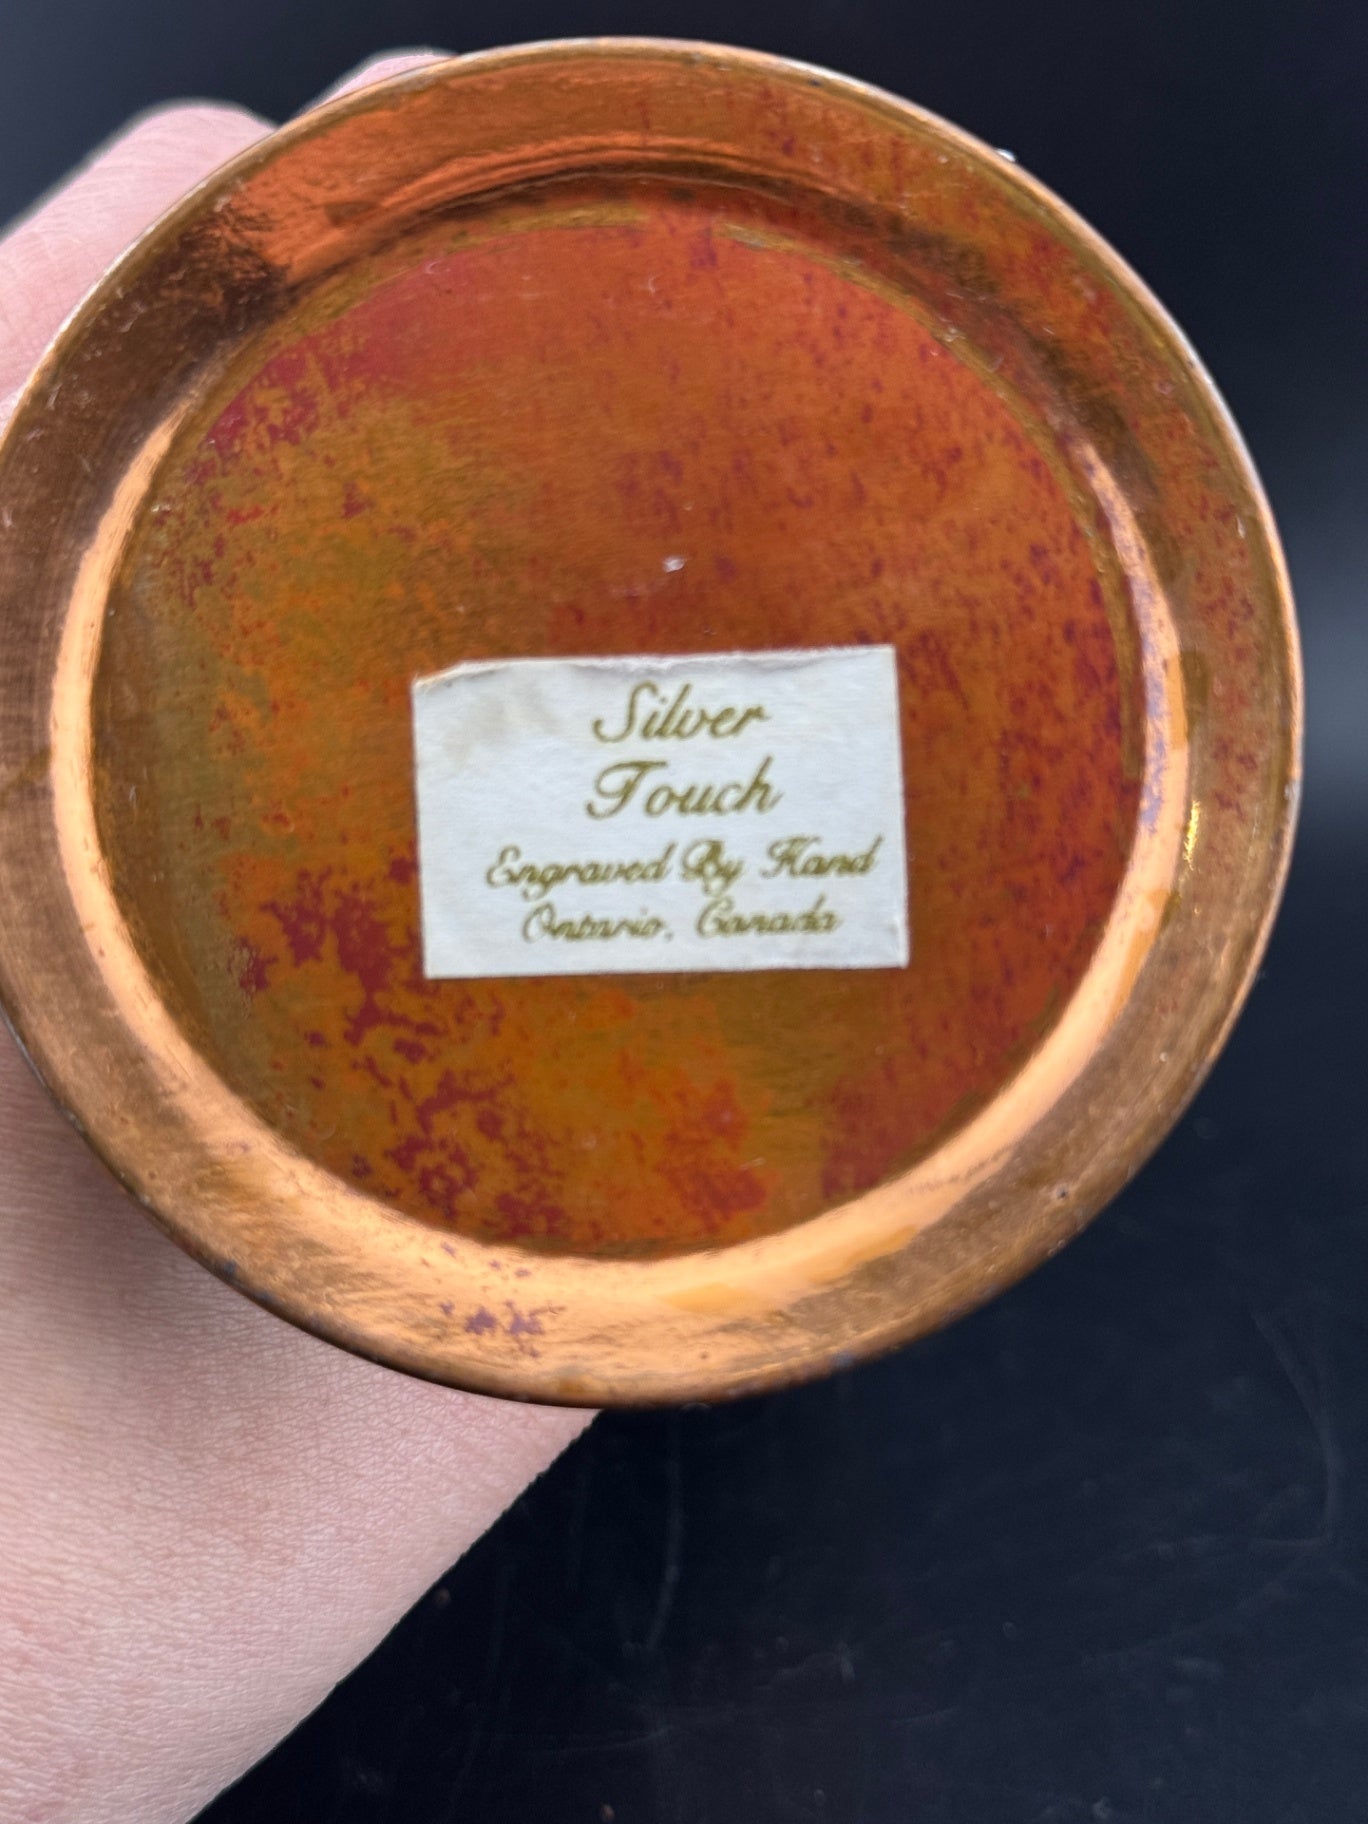 Silver
Touch
Engraved By Hand
Ontario, Canada